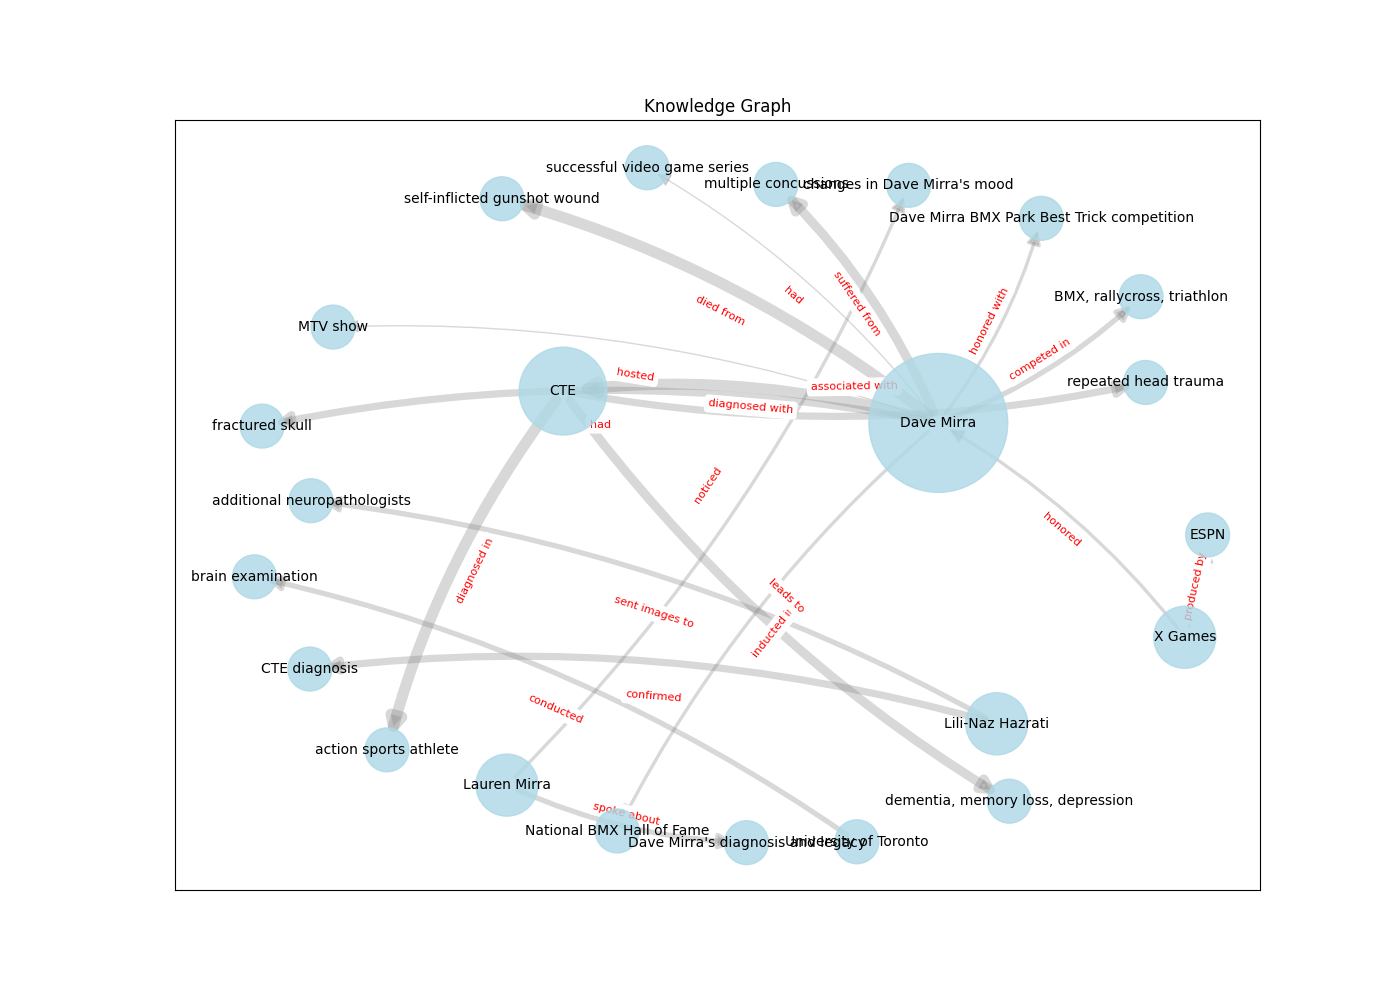 Knowledge Graph
successful video game series
self-inflicted gunshot wound
multiple concussions
changes in Dave Mirra's mood
Dave Mirra BMX Park Best Trick competition
BMX, rallycross, triathlon
died from
had
suffered from
honored with
competed in
MTV show
hosted
associated with
repeated head trauma
CTE
diagnosed with
Dave Mirra
had
fractured skull
noticed
additional neuropathologists
honored
ESPN
diagnosed in
brain examination
produced by
sent images to
leads to
inducted in
X Games
CTE diagnosis
confirmed
conducted
Lili-Naz Hazrati
action sports athlete
Lauren Mirra
dementia, memory loss, depression
spoke about
National BMX Hall of Fame
Dave Mirra's diagnosis and legacy
University of Toronto